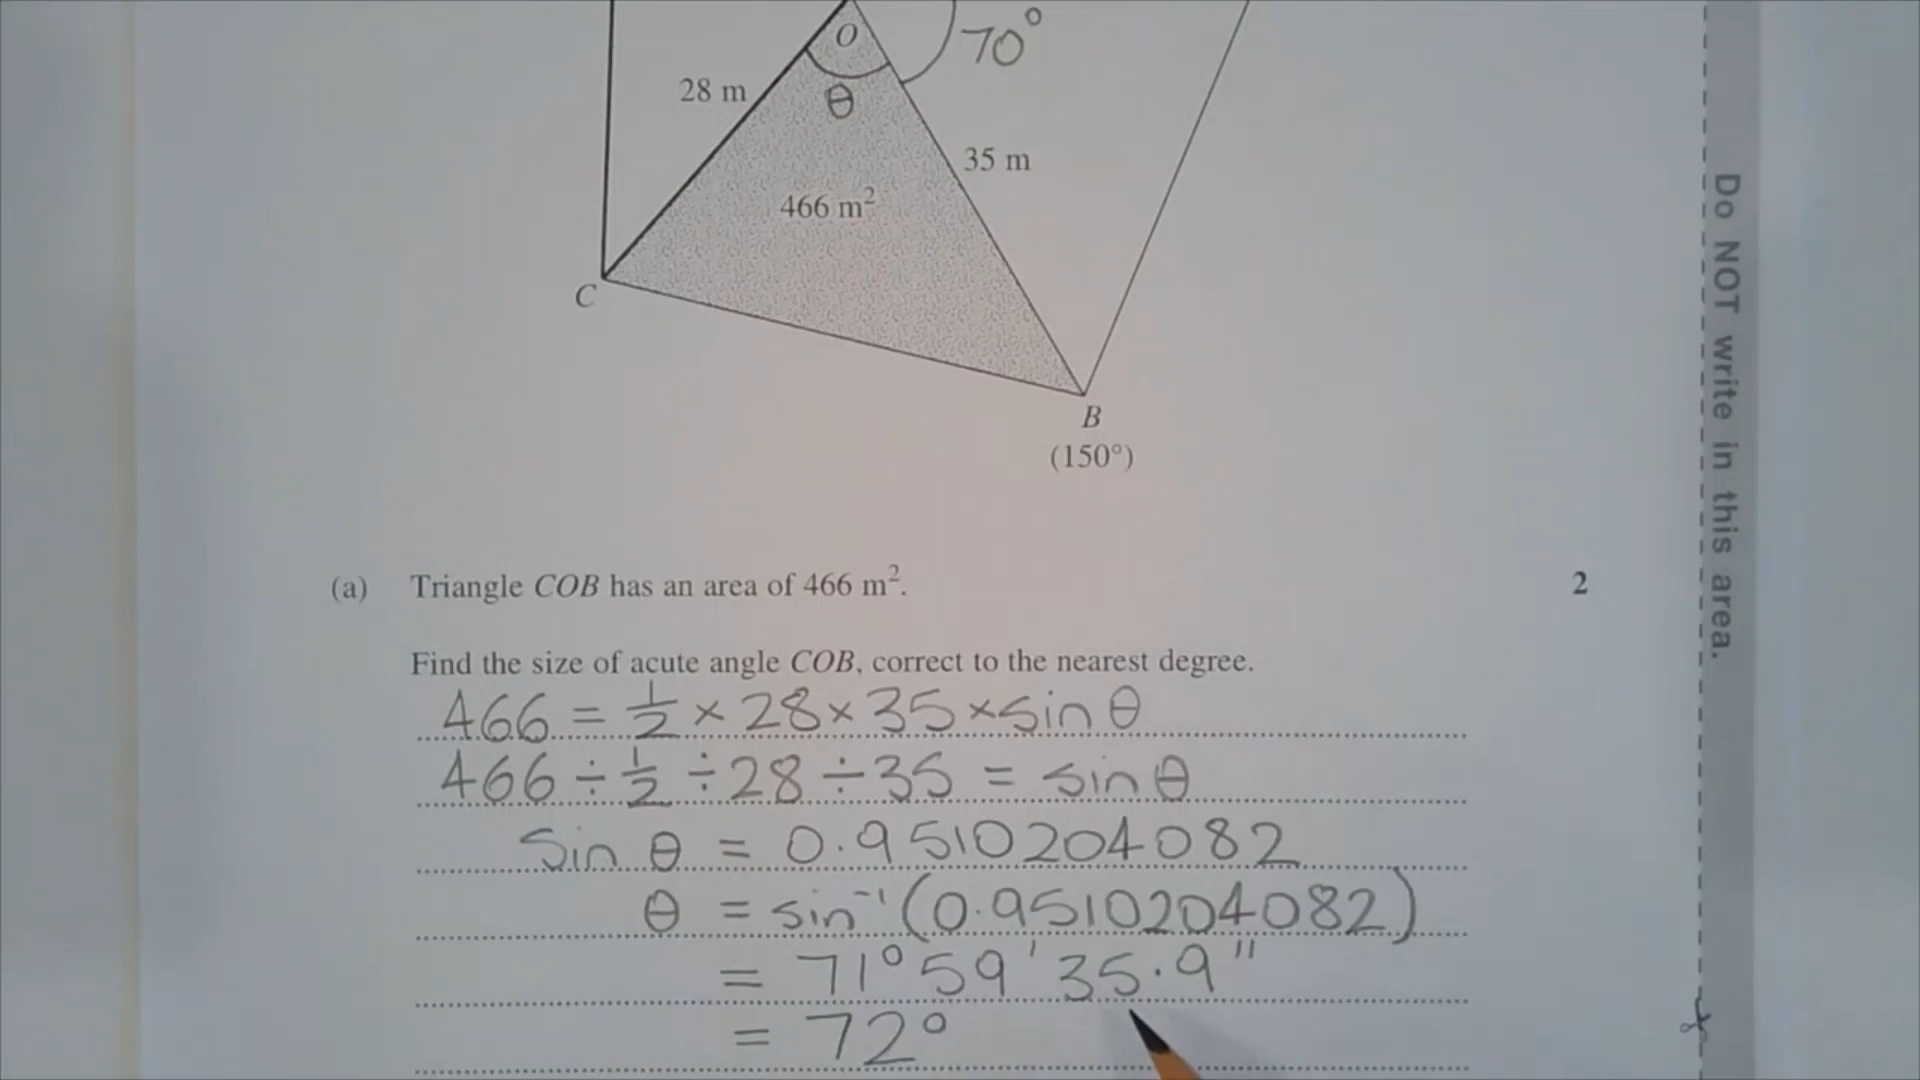 O
70°
28 m
θ
35 m
466 m²
C
B
(150°)
(a) Triangle COB has an area of 466 m². 2
Find the size of acute angle COB, correct to the nearest degree.
466 = 1/2 × 28 × 35 × sin θ
466 ÷ 1/2 ÷ 28 ÷ 35 = sin θ
sin θ = 0.9510204082
θ = sin⁻¹(0.9510204082)
= 71°59'35.9"
= 72°
Do NOT write in this area.